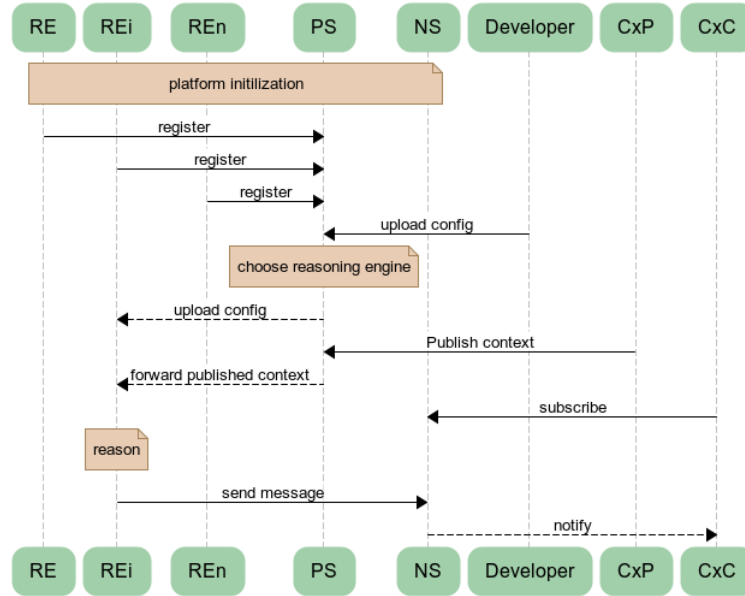 RE REi REn PS NS Developer CxP CxC
platform initilization
register
register
register
upload config
choose reasoning engine
upload config
Publish context
forward published context
subscribe
reason
send message
notify
RE REi REn PS NS Developer CxP CxC